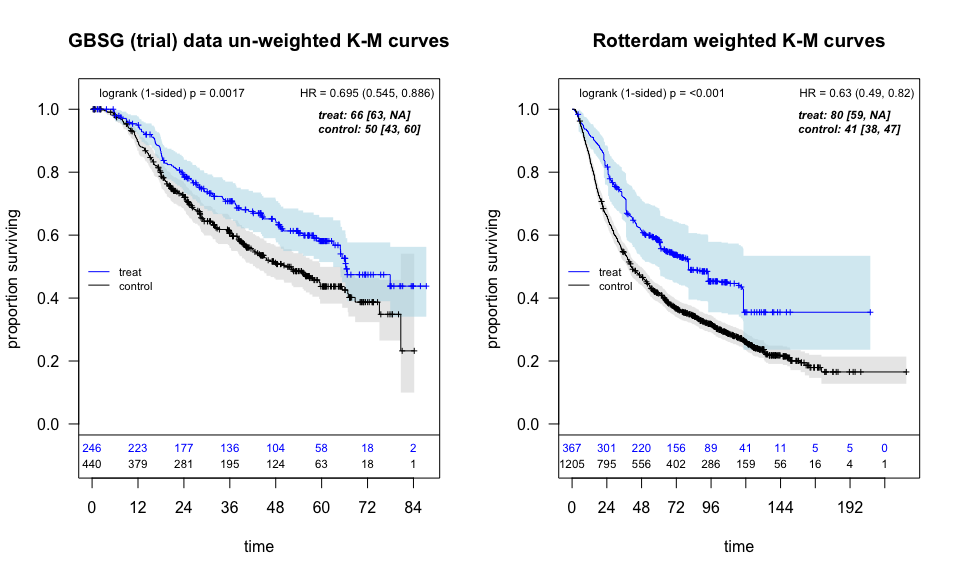 GBSG (trial) data un-weighted K-M curves
logrank (1-sided) p = 0.0017
HR = 0.695 (0.545, 0.886)
treat: 66 [63, NA]
control: 50 [43, 60]
proportion surviving
1.0
0.8
0.6
0.4
0.2
0.0
treat
control
246 223 177 136 104 58 18 2
440 379 281 195 124 63 18 1
0 12 24 36 48 60 72 84
time
Rotterdam weighted K-M curves
logrank (1-sided) p = <0.001
HR = 0.63 (0.49, 0.82)
treat: 80 [59, NA]
control: 41 [38, 47]
proportion surviving
1.0
0.8
0.6
0.4
0.2
0.0
treat
control
367 301 220 156 89 41 11 5 5 0
1205 795 556 402 286 159 56 16 4 1
0 24 48 72 96 144 192
time